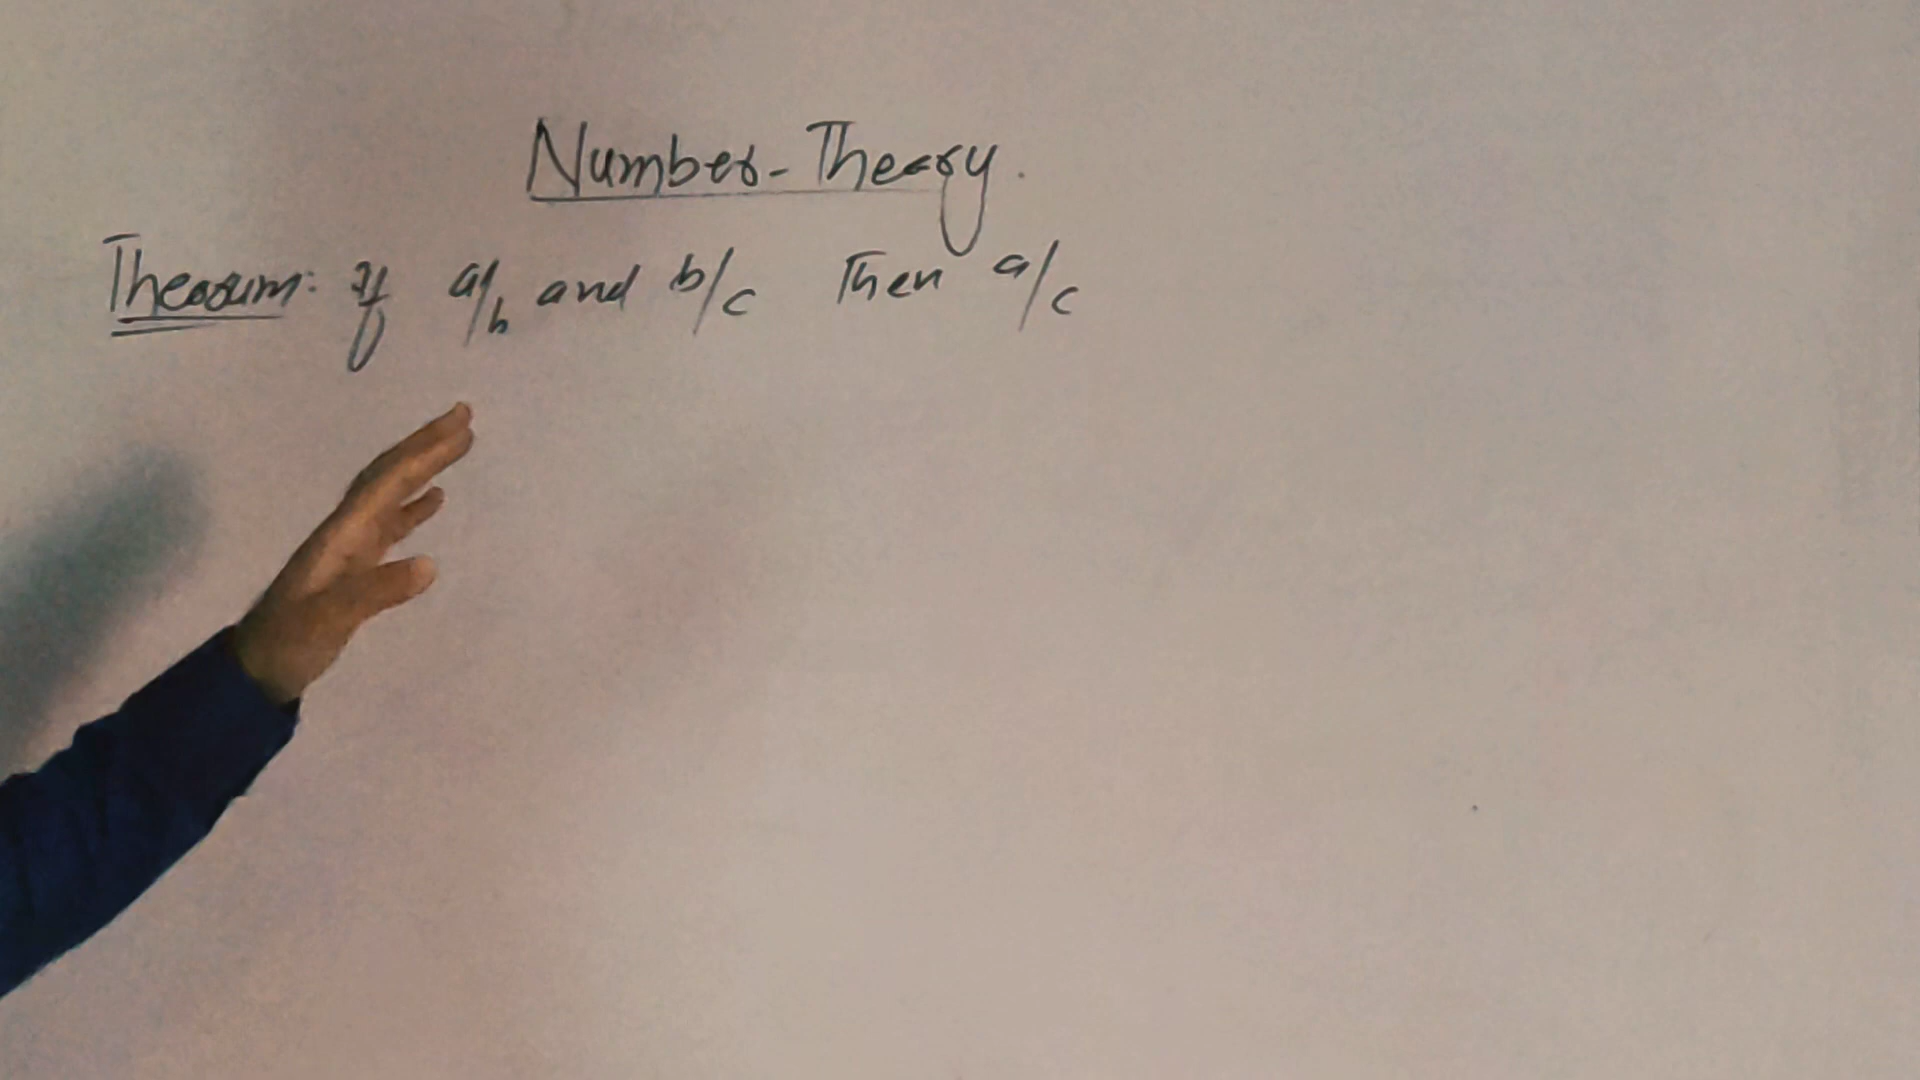 Number-Theory.
Theorum: If a/b and b/c Then a/c